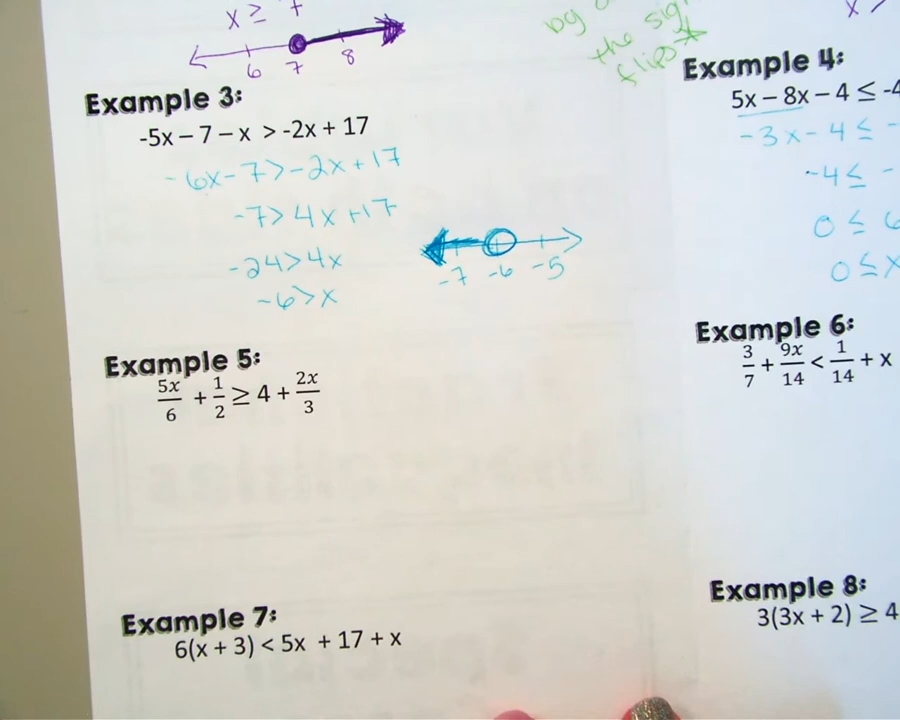 x ≥ 7
6 7 8
by
the sig
flips
x >
Example 3:
-5x – 7 – x > -2x + 17
-6x-7>-2x+17
-7>4x+17
-24>4x
-6>x
-7 -6 -5
Example 4:
5x – 8x – 4 ≤ -4
-3x-4≤-
-4≤-
0≤6
0≤x
Example 5:
5x/6 + 1/2 ≥ 4 + 2x/3
Example 6:
3/7 + 9x/14 < 1/14 + x
Example 7:
6(x + 3) < 5x + 17 + x
Example 8:
3(3x + 2) ≥ 4